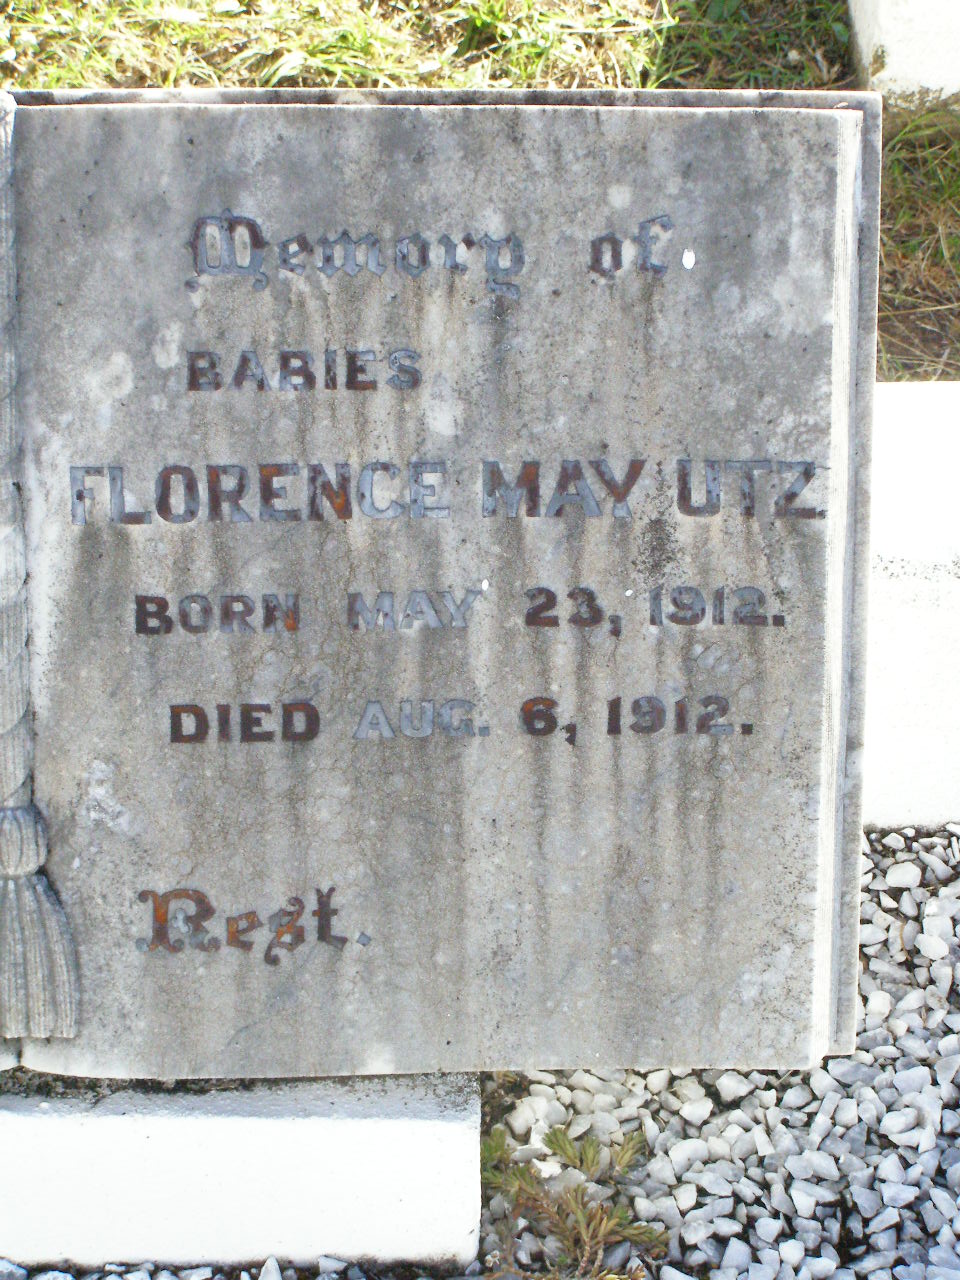 Memory of
BABIES
FLORENCE MAY UTZ
BORN MAY 23, 1912.
DIED AUG. 6, 1912.
Rest.